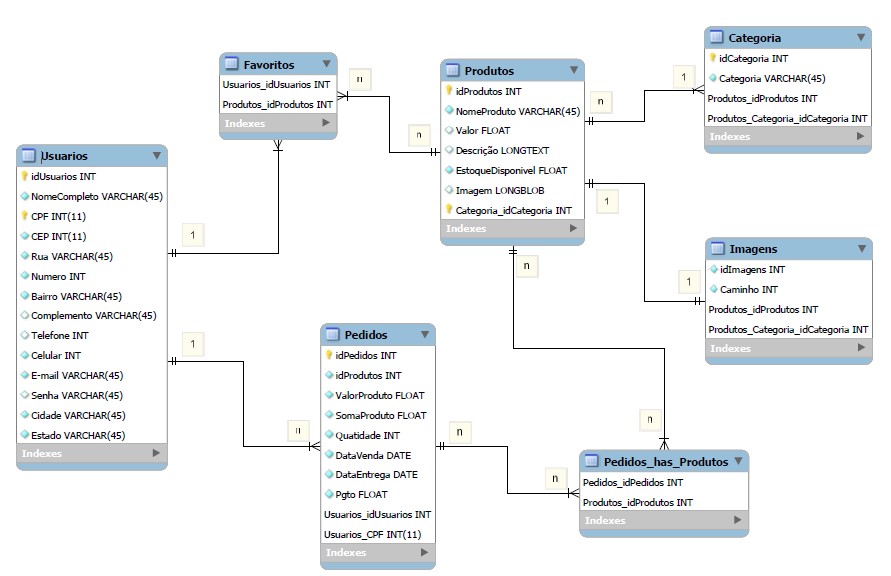 Usuarios
idUsuarios INT
NomeCompleto VARCHAR(45)
CPF INT(11)
CEP INT(11)
Rua VARCHAR(45)
Numero INT
Bairro VARCHAR(45)
Complemento VARCHAR(45)
Telefone INT
Celular INT
E-mail VARCHAR(45)
Senha VARCHAR(45)
Cidade VARCHAR(45)
Estado VARCHAR(45)
Indexes
1
1
Favoritos
Usuarios_idUsuarios INT
Produtos_idProdutos INT
Indexes
n
n
Pedidos
idPedidos INT
idProdutos INT
ValorProduto FLOAT
SomaProduto FLOAT
Quatidade INT
DataVenda DATE
DataEntrega DATE
Pgto FLOAT
Usuarios_idUsuarios INT
Usuarios_CPF INT(11)
Indexes
n
n
Produtos
idProdutos INT
NomeProduto VARCHAR(45)
Valor FLOAT
Descrição LONGTEXT
EstoqueDisponivel FLOAT
Imagem LONGBLOB
Categoria_idCategoria INT
Indexes
n
1
n
1
Categoria
idCategoria INT
Categoria VARCHAR(45)
Produtos_idProdutos INT
Produtos_Categoria_idCategoria INT
Indexes
1
Imagens
idImagens INT
Caminho INT
Produtos_idProdutos INT
Produtos_Categoria_idCategoria INT
Indexes
n
n
Pedidos_has_Produtos
Pedidos_idPedidos INT
Produtos_idProdutos INT
Indexes